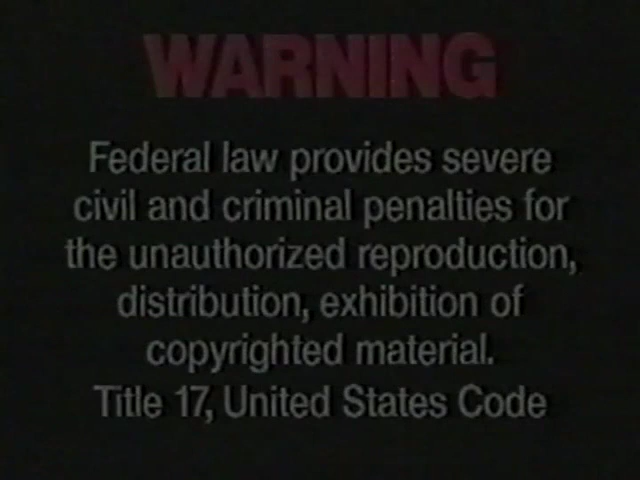 WARNING
Federal law provides severe
civil and criminal penalties for
the unauthorized reproduction,
distribution, exhibition of
copyrighted material.
Title 17, United States Code